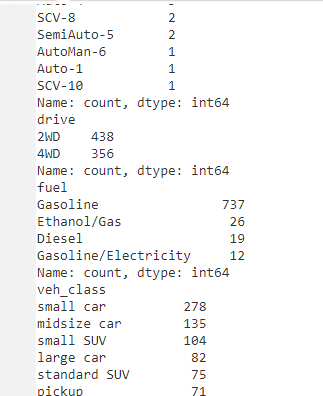 SCV-8 2
SemiAuto-5 2
AutoMan-6 1
Auto-1 1
SCV-10 1
Name: count, dtype: int64
drive
2WD 438
4WD 356
Name: count, dtype: int64
fuel
Gasoline 737
Ethanol/Gas 26
Diesel 19
Gasoline/Electricity 12
Name: count, dtype: int64
veh_class
small car 278
midsize car 135
small SUV 104
large car 82
standard SUV 75
pickup 71